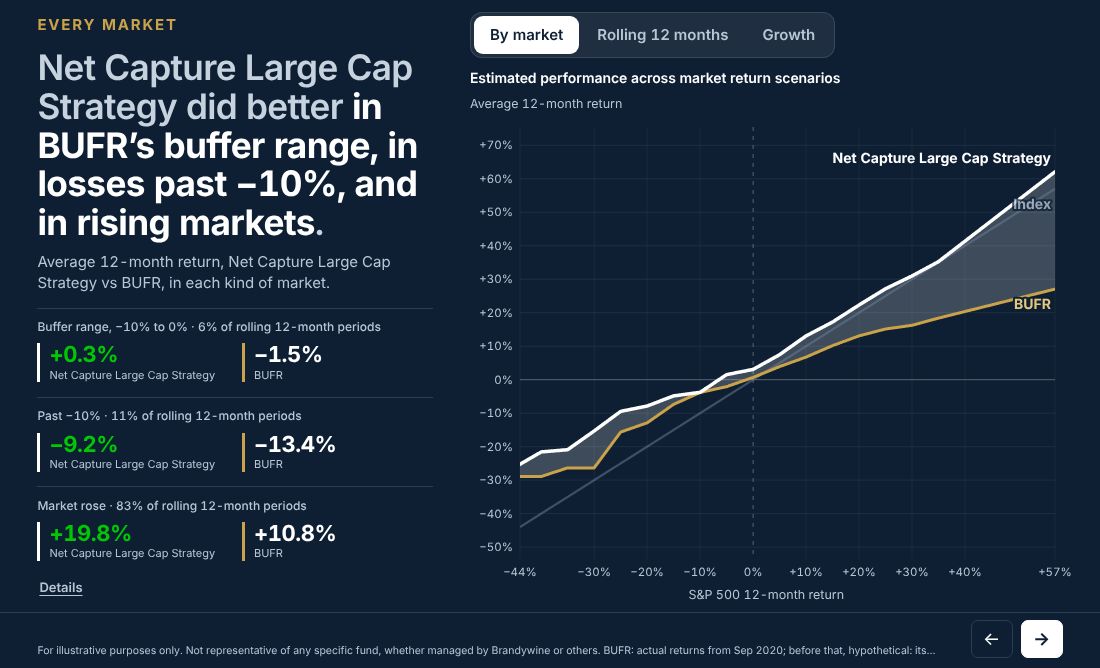 EVERY MARKET
Net Capture Large Cap
Strategy did better in
BUFR’s buffer range, in
losses past −10%, and
in rising markets.
Average 12-month return, Net Capture Large Cap
Strategy vs BUFR, in each kind of market.
Buffer range, −10% to 0% · 6% of rolling 12-month periods
+0.3%
Net Capture Large Cap Strategy
−1.5%
BUFR
Past −10% · 11% of rolling 12-month periods
−9.2%
Net Capture Large Cap Strategy
−13.4%
BUFR
Market rose · 83% of rolling 12-month periods
+19.8%
Net Capture Large Cap Strategy
+10.8%
BUFR
Details
By market
Rolling 12 months
Growth
Estimated performance across market return scenarios
Average 12-month return
+70%
+60%
+50%
+40%
+30%
+20%
+10%
0%
−10%
−20%
−30%
−40%
−50%
Net Capture Large Cap Strategy
Index
BUFR
−44%
−30%
−20%
−10%
0%
+10%
+20%
+30%
+40%
+57%
S&P 500 12-month return
For illustrative purposes only. Not representative of any specific fund, whether managed by Brandywine or others. BUFR: actual returns from Sep 2020; before that, hypothetical: its…